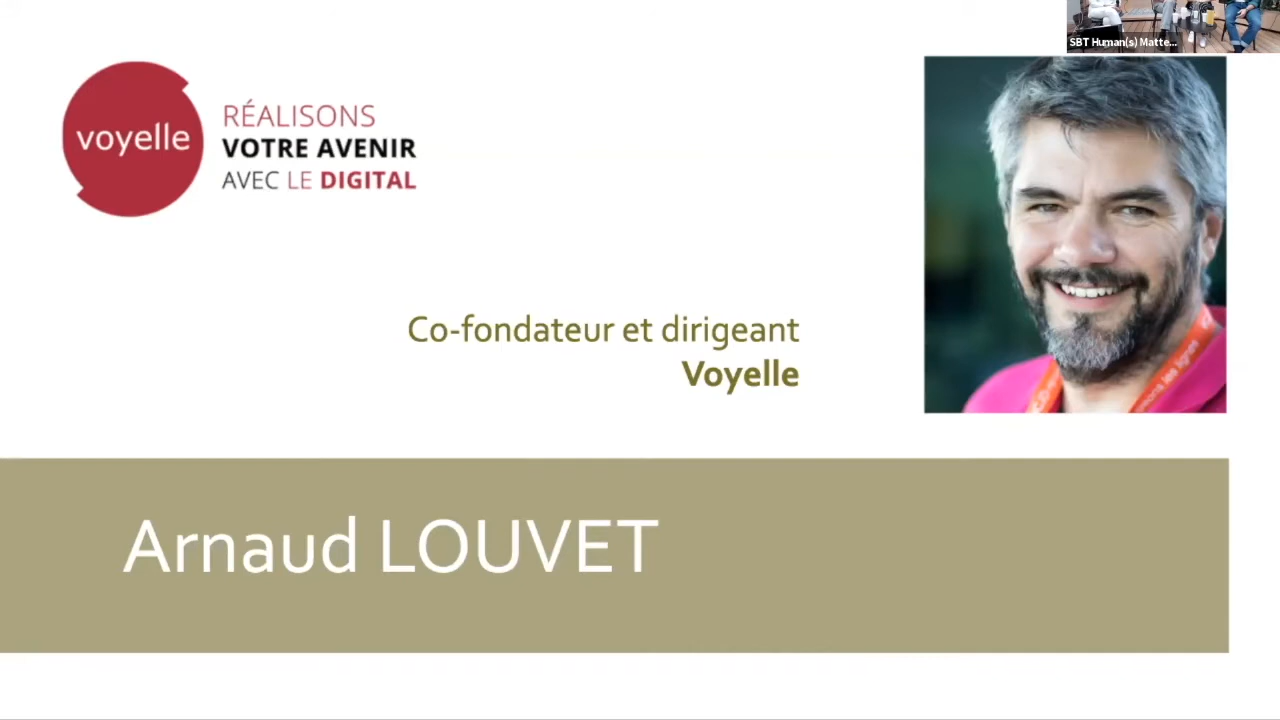 SBT Human(s) Matte...
voyelle
RÉALISONS
VOTRE AVENIR
AVEC LE DIGITAL
Co-fondateur et dirigeant
Voyelle
Arnaud LOUVET